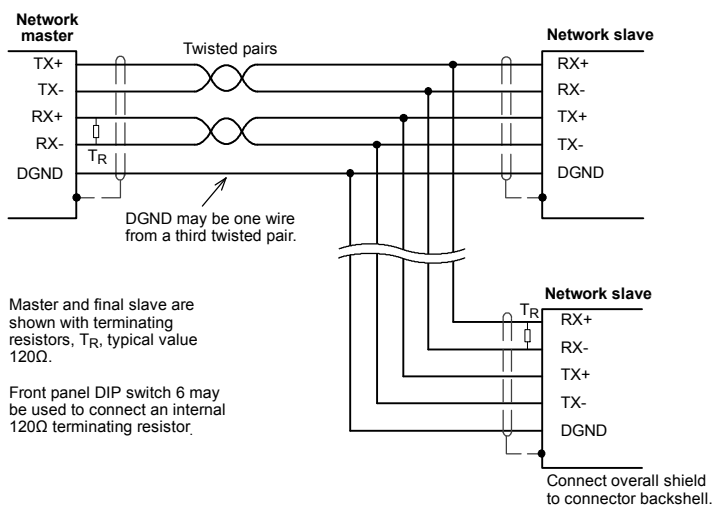 Network
master
TX+
TX-
RX+
RX-
TR
DGND
Twisted pairs
DGND may be one wire
from a third twisted pair.
Network slave
RX+
RX-
TX+
TX-
DGND
Master and final slave are
shown with terminating
resistors, TR, typical value
120Ω.
Front panel DIP switch 6 may
be used to connect an internal
120Ω terminating resistor.
Network slave
TR
RX+
RX-
TX+
TX-
DGND
Connect overall shield
to connector backshell.